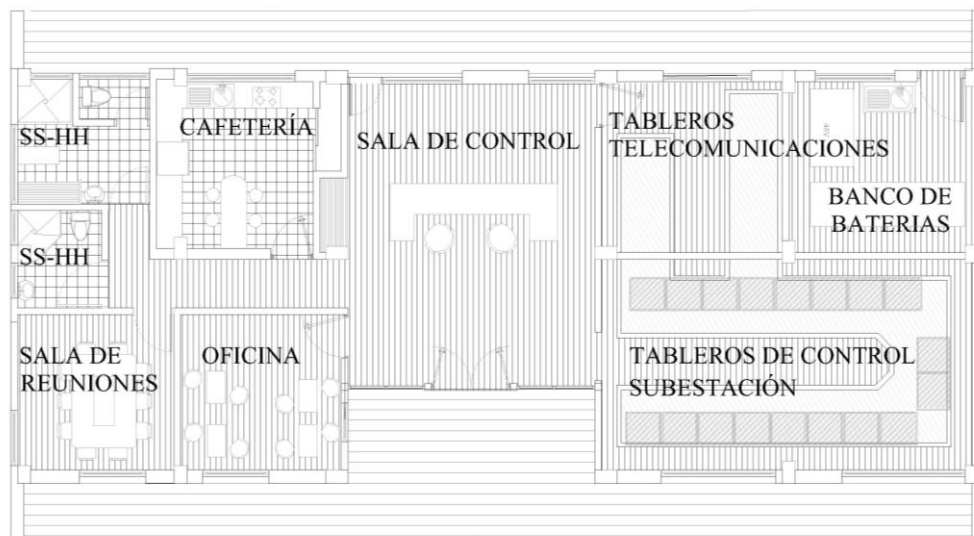 SS-HH
CAFETERÍA
SALA DE CONTROL
TABLEROS
TELECOMUNICACIONES
BANCO DE
BATERIAS
SS-HH
SALA DE
REUNIONES
OFICINA
TABLEROS DE CONTROL
SUBESTACIÓN